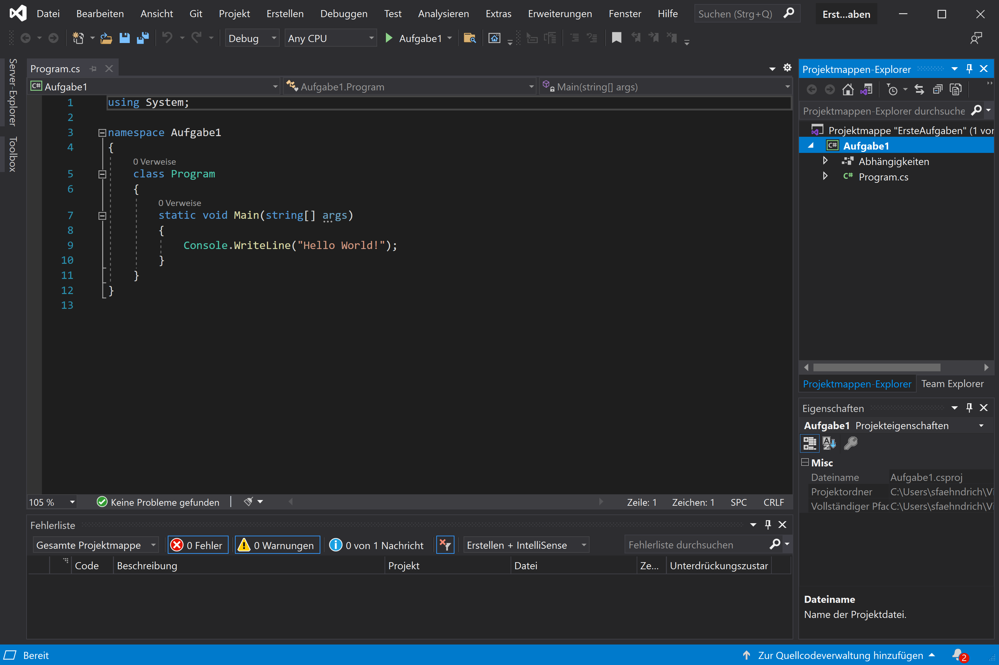 Datei Bearbeiten Ansicht Git Projekt Erstellen Debuggen Test Analysieren Extras Erweiterungen Fenster Hilfe Suchen (Strg+Q) Erst...aben
Debug Any CPU Aufgabe1
Server-Explorer
Toolbox
Program.cs
C# Aufgabe1 Aufgabe1.Program Main(string[] args)
1 using System;
2
3 namespace Aufgabe1
4 {
0 Verweise
5 class Program
6 {
0 Verweise
7 static void Main(string[] args)
8 {
9 Console.WriteLine("Hello World!");
10 }
11 }
12 }
13
105 % Keine Probleme gefunden Zeile: 1 Zeichen: 1 SPC CRLF
Fehlerliste
Gesamte Projektmappe 0 Fehler 0 Warnungen 0 von 1 Nachricht Erstellen + IntelliSense Fehlerliste durchsuchen
Code Beschreibung Projekt Datei Ze... Unterdrückungszustar
Projektmappen-Explorer
Projektmappen-Explorer durchsuche
Projektmappe "ErsteAufgaben" (1 vor
C# Aufgabe1
Abhängigkeiten
C# Program.cs
Projektmappen-Explorer Team Explorer
Eigenschaften
Aufgabe1 Projekteigenschaften
Misc
Dateiname Aufgabe1.csproj
Projektordner C:\Users\sfaehndrich\Vi
Vollständiger Pfad C:\Users\sfaehndrich\Vi
Dateiname
Name der Projektdatei.
Bereit Zur Quellcodeverwaltung hinzufügen 2